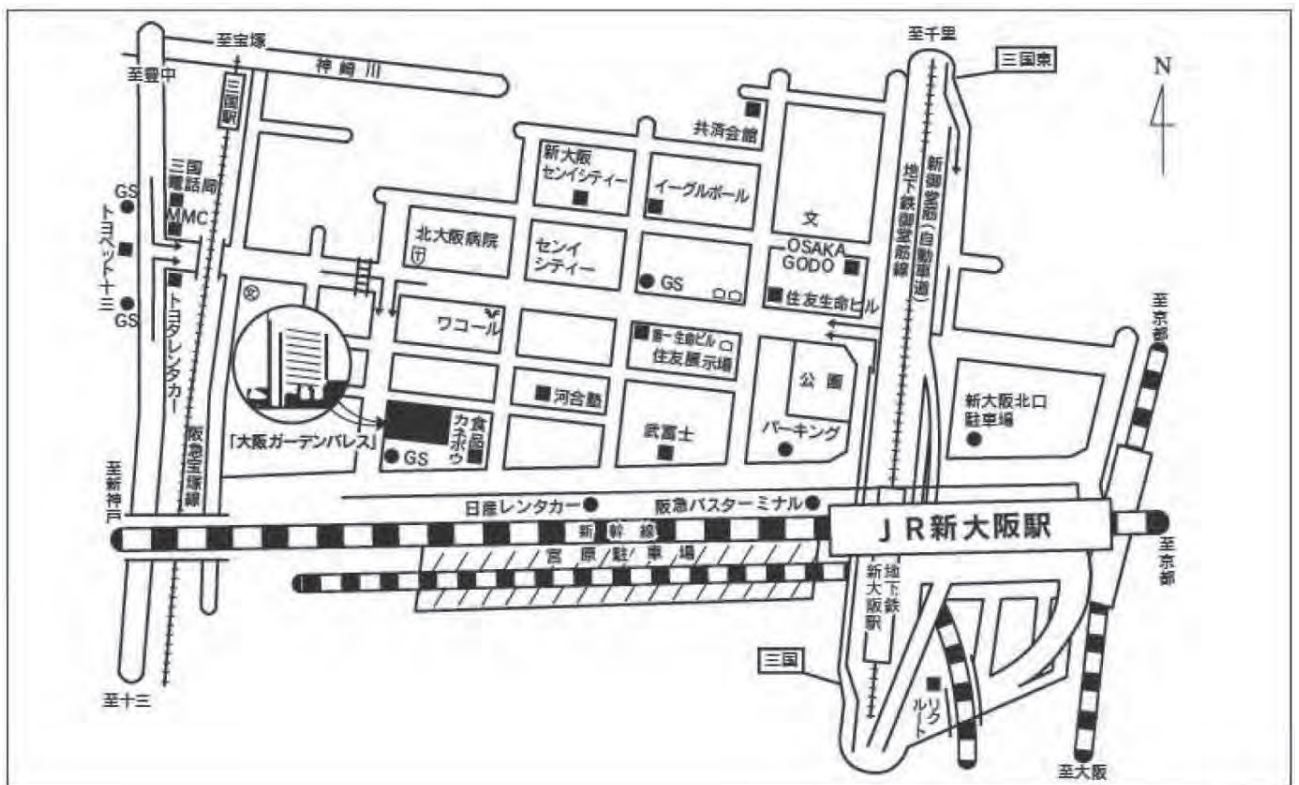 至宝塚
神崎川
至豊中
三国駅
至千里
三国東
N
共済会館
新大阪
センイシティー
イーグルボール
三国
電話局
MMC
GS
トヨペット十三
GS
トヨタレンタカー
北大阪病院
センイ
シティー
文
OSAKA
GODO
住友生命ビル
GS
地下鉄御堂筋線
新御堂筋(自動車道)
ワコール
第一生命ビル
住友展示場
公園
至京都
河合塾
新大阪北口
駐車場
「大阪ガーデンパレス」
カネボウ
食品
GS
武富士
パーキング
阪急宝塚線
至新神戸
日産レンタカー
阪急バスターミナル
新幹線
JR新大阪駅
宮原駐車場
至京都
地下鉄
新大阪駅
三国
リク
ルート
至十三
至大阪